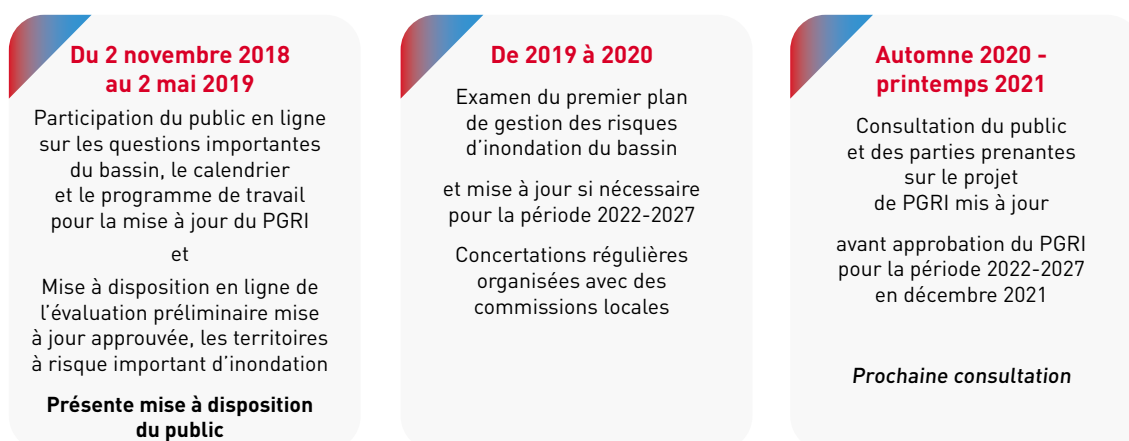 Du 2 novembre 2018
au 2 mai 2019
Participation du public en ligne
sur les questions importantes
du bassin, le calendrier
et le programme de travail
pour la mise à jour du PGRI
et
Mise à disposition en ligne de
l’évaluation préliminaire mise
à jour approuvée, les territoires
à risque important d’inondation
Présente mise à disposition
du public
De 2019 à 2020
Examen du premier plan
de gestion des risques
d’inondation du bassin
et mise à jour si nécessaire
pour la période 2022-2027
Concertations régulières
organisées avec des
commissions locales
Automne 2020 -
printemps 2021
Consultation du public
et des parties prenantes
sur le projet
de PGRI mis à jour
avant approbation du PGRI
pour la période 2022-2027
en décembre 2021
Prochaine consultation